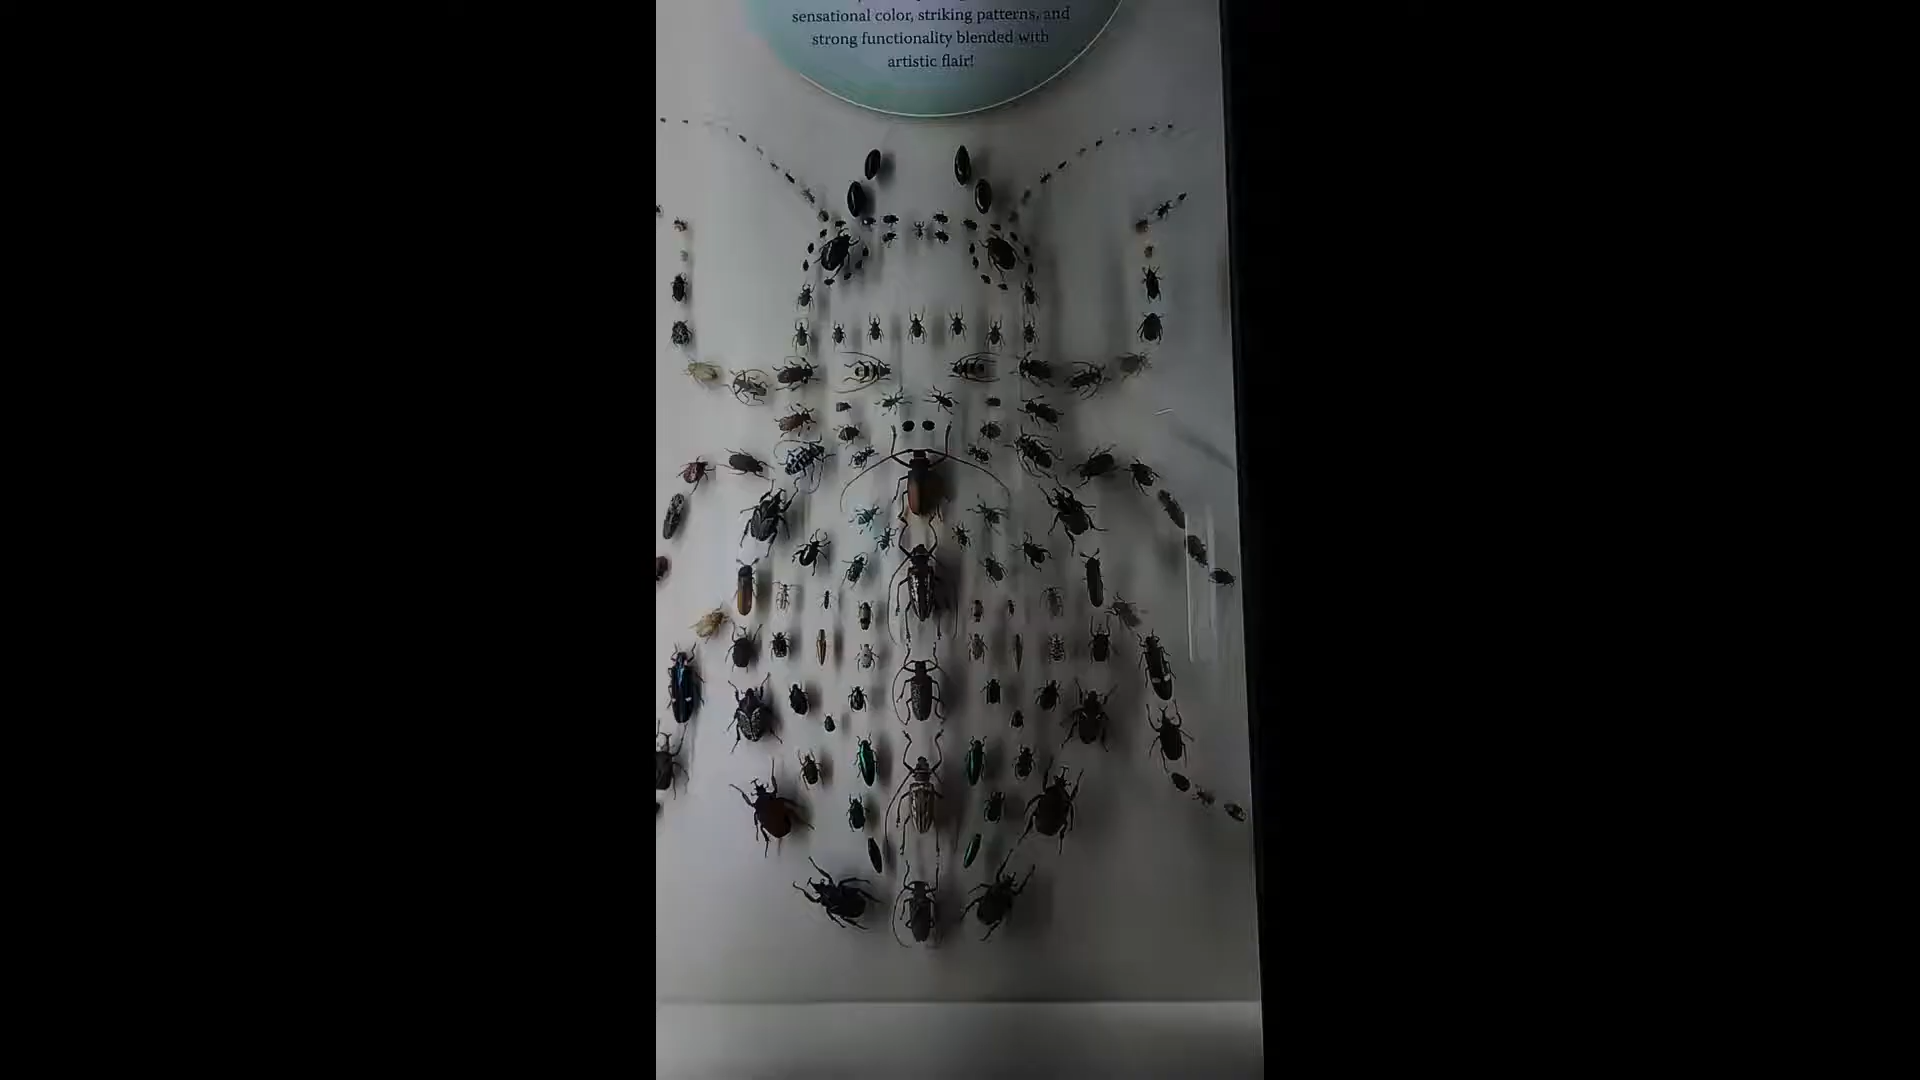 sensational color, striking patterns, and
strong functionality blended with
artistic flair!